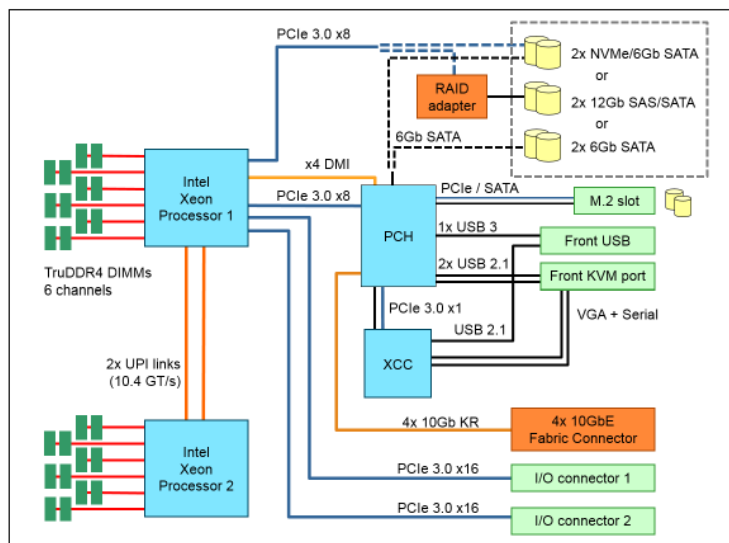 PCIe 3.0 x8
2x NVMe/6Gb SATA
or
RAID
adapter
2x 12Gb SAS/SATA
or
6Gb SATA
2x 6Gb SATA
x4 DMI
Intel
Xeon
Processor 1
PCIe 3.0 x8
PCIe / SATA
M.2 slot
PCH
1x USB 3
Front USB
2x USB 2.1
Front KVM port
TruDDR4 DIMMs
6 channels
PCIe 3.0 x1
VGA + Serial
USB 2.1
XCC
2x UPI links
(10.4 GT/s)
4x 10Gb KR
4x 10GbE
Fabric Connector
Intel
Xeon
Processor 2
PCIe 3.0 x16
I/O connector 1
PCIe 3.0 x16
I/O connector 2